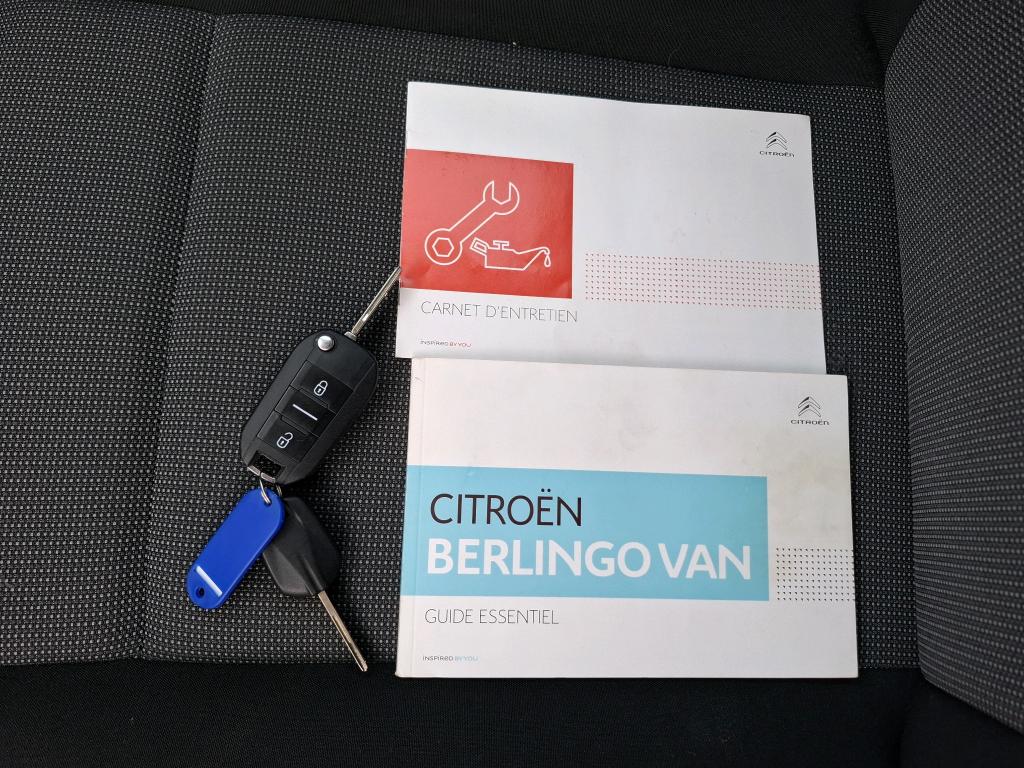 CITROËN
CARNET D'ENTRETIEN
INSPIRED BY YOU
CITROËN
CITROËN
BERLINGO VAN
GUIDE ESSENTIEL
INSPIRED BY YOU